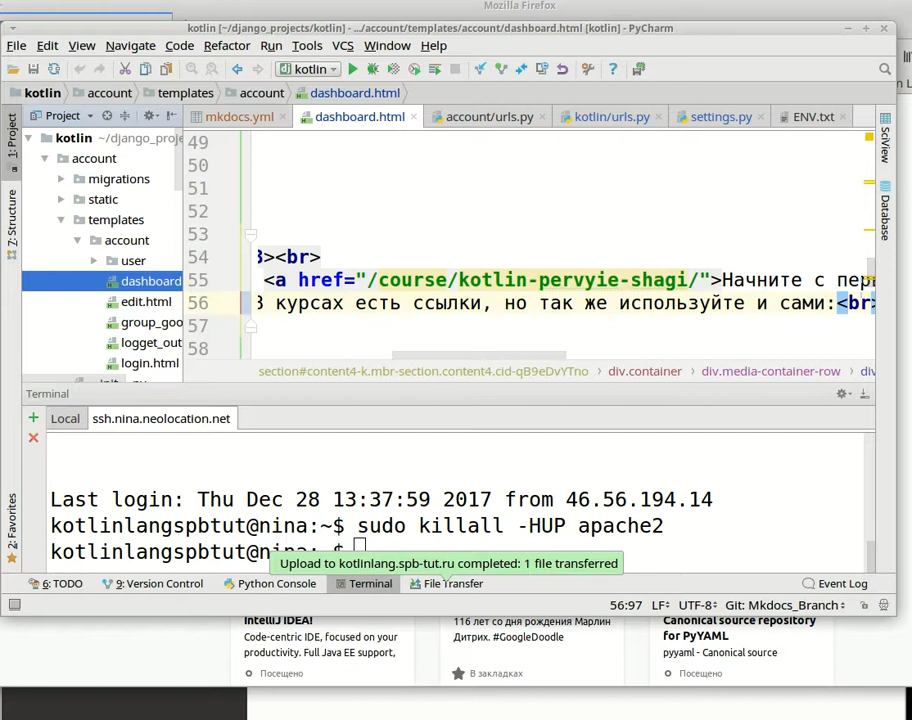 Mozilla Firefox
kotlin [~/django_projects/kotlin] - .../account/templates/account/dashboard.html [kotlin] - PyCharm
File Edit View Navigate Code Refactor Run Tools VCS Window Help
kotlin
kotlin account templates account dashboard.html
Project mkdocs.yml dashboard.html account/urls.py kotlin/urls.py settings.py ENV.txt
1: Project
7: Structure
2: Favorites
SciView
Database
kotlin ~/django_proje
account
migrations
static
templates
account
user
dashboard
edit.html
group_goo
logget_out
login.html
49
50
51
52
53
54 3><br>
55 <a href="/course/kotlin-pervyie-shagi/">Начните с пер
56 В курсах есть ссылки, но так же используйте и сами:<br>
57
58
section#content4-k.mbr-section.content4.cid-qB9eDvYTno div.container div.media-container-row div
Terminal
Local ssh.nina.neolocation.net
Last login: Thu Dec 28 13:37:59 2017 from 46.56.194.14
kotlinlangspbtut@nina:~$ sudo killall -HUP apache2
kotlinlangspbtut@nina:~$
Upload to kotlinlang.spb-tut.ru completed: 1 file transferred
6: TODO 9: Version Control Python Console Terminal File Transfer Event Log
56:97 LF÷ UTF-8÷ Git: Mkdocs_Branch÷
IntelliJ IDEA!
Code-centric IDE, focused on your
productivity. Full Java EE support,
Посещено
116 лет со дня рождения Марлин
Дитрих. #GoogleDoodle
В закладках
Canonical source repository
for PyYAML
pyyaml - Canonical source
Посещено